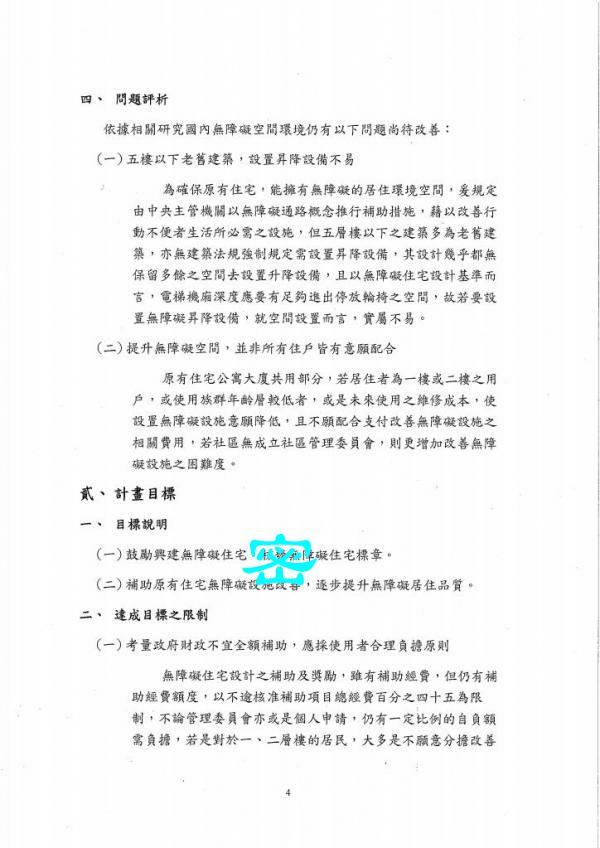 四、 問題評析
依據相關研究國內無障礙空間環境仍有以下問題尚待改善：
(一)五樓以下老舊建築，設置昇降設備不易
為確保原有住宅，能擁有無障礙的居住環境空間，爰規定
由中央主管機關以無障礙通路概念推行補助措施，藉以改善行
動不便者生活所必需之設施，但五層樓以下之建築多為老舊建
築，亦無建築法規強制規定需設置昇降設備，其設計幾乎都無
保留多餘之空間去設置升降設備，且以無障礙住宅設計基準而
言，電梯機廂深度應要有足夠進出停放輪椅之空間，故若要設
置無障礙昇降設備，就空間設置而言，實屬不易。
(二)提升無障礙空間，並非所有住戶皆有意願配合
原有住宅公寓大廈共用部分，若居住者為一樓或二樓之用
戶，或使用族群年齡層較低者，或是未來使用之維修成本，使
設置無障礙設施意願降低，且不願配合支付改善無障礙設施之
相關費用，若社區無成立社區管理委員會，則更增加改善無障
礙設施之困難度。
貳、計畫目標
一、 目標說明
(一)鼓勵興建無障礙住宅，無障礙住宅標章。
密
(二)補助原有住宅無障礙設施改善，逐步提升無障礙居住品質。
二、 達成目標之限制
(一)考量政府財政不宜全額補助，應採使用者合理負擔原則
無障礙住宅設計之補助及獎勵，雖有補助經費，但仍有補
助經費額度，以不逾核准補助項目總經費百分之四十五為限
制，不論管理委員會亦或是個人申請，仍有一定比例的自負額
需負擔，若是對於一、二層樓的居民，大多是不願意分擔改善
4